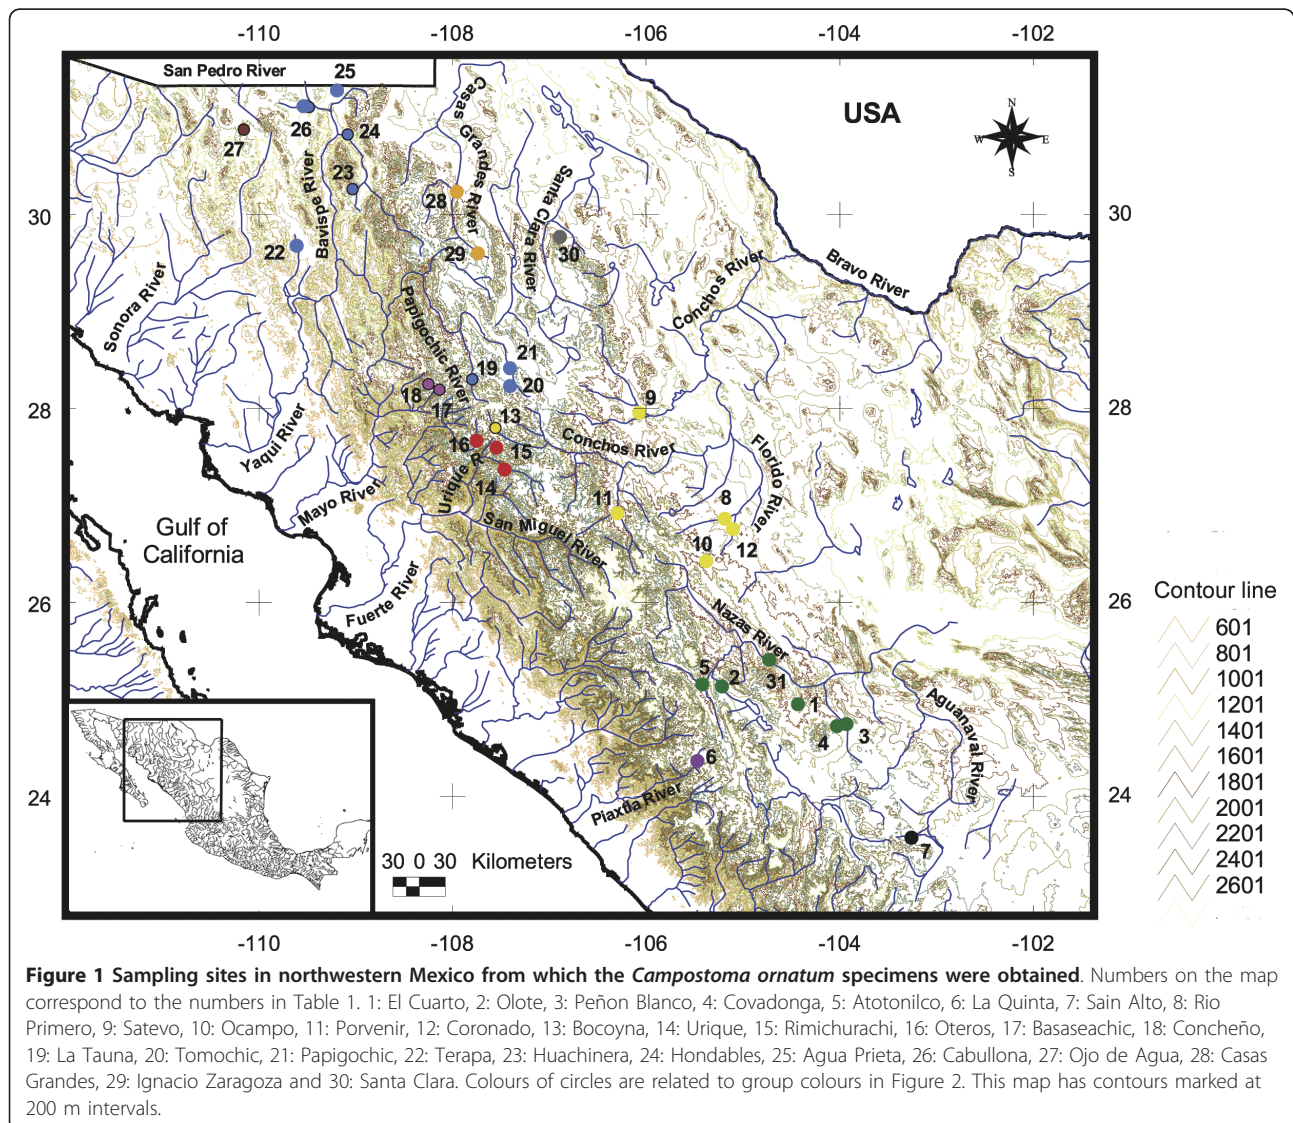 -110 -108 -106 -104 -102
San Pedro River
25
USA
N
W E
S
Casas Grandes River
26
24
27
Bavispe River
23
Santa Clara River
28
30 30
22
29
30
Conchos River
Bravo River
Sonora River
Papigochic River
21
19
20
18
17
9
28 28
13
16
15
Conchos River
Yaqui River
Urique R
14
Florido River
Mayo River
11
8
San Miguel River
12
10
Gulf of
California
Fuerte River
26 26
Nazas River
Contour line
601
801
1001
1201
1401
1601
1801
2001
2201
2401
2601
5
2
31
1
Aguanaval River
4
3
6
24 24
Piaxtla River
7
30 0 30 Kilometers
-110 -108 -106 -104 -102
Figure 1 Sampling sites in northwestern Mexico from which the Campostoma ornatum specimens were obtained. Numbers on the map
correspond to the numbers in Table 1. 1: El Cuarto, 2: Olote, 3: Peñon Blanco, 4: Covadonga, 5: Atotonilco, 6: La Quinta, 7: Sain Alto, 8: Rio
Primero, 9: Satevo, 10: Ocampo, 11: Porvenir, 12: Coronado, 13: Bocoyna, 14: Urique, 15: Rimichurachi, 16: Oteros, 17: Basaseachic, 18: Concheño,
19: La Tauna, 20: Tomochic, 21: Papigochic, 22: Terapa, 23: Huachinera, 24: Hondables, 25: Agua Prieta, 26: Cabullona, 27: Ojo de Agua, 28: Casas
Grandes, 29: Ignacio Zaragoza and 30: Santa Clara. Colours of circles are related to group colours in Figure 2. This map has contours marked at
200 m intervals.